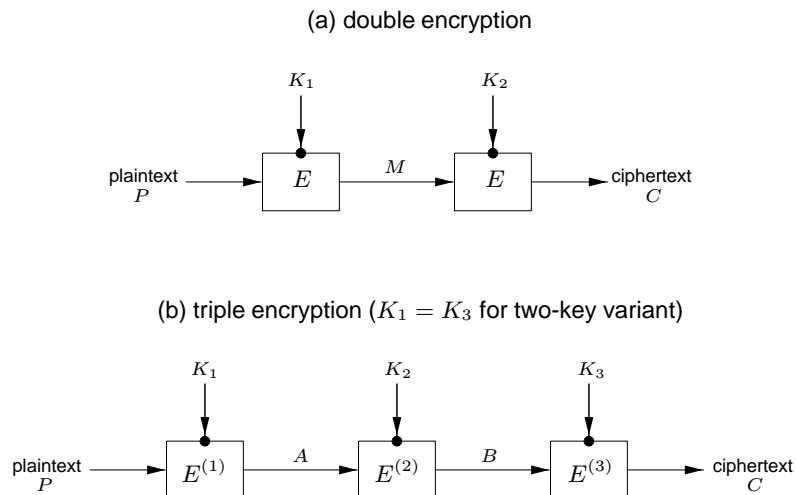 (a) double encryption
K₁ K₂
plaintext P
E
M
E
ciphertext C
(b) triple encryption (K₁ = K₃ for two-key variant)
K₁ K₂ K₃
plaintext P
E⁽¹⁾
A
E⁽²⁾
B
E⁽³⁾
ciphertext C